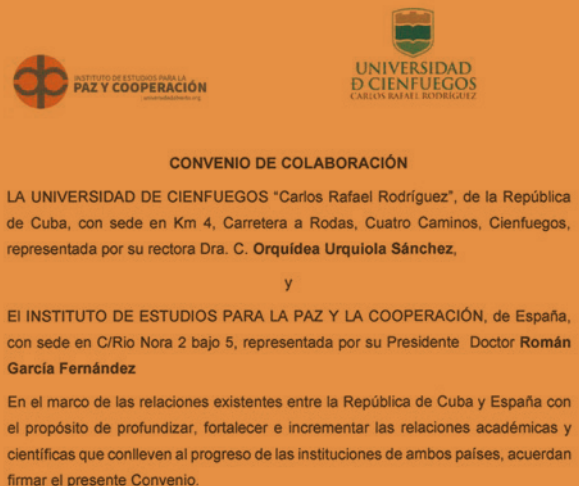 INSTITUTO DE ESTUDIOS PARA LA
PAZ Y COOPERACIÓN
UNIVERSIDAD
D CIENFUEGOS
CARLOS RAFAEL RODRÍGUEZ
CONVENIO DE COLABORACIÓN
LA UNIVERSIDAD DE CIENFUEGOS "Carlos Rafael Rodríguez", de la República
de Cuba, con sede en Km 4, Carretera a Rodas, Cuatro Caminos, Cienfuegos,
representada por su rectora Dra. C. Orquídea Urquiola Sánchez,
y
El INSTITUTO DE ESTUDIOS PARA LA PAZ Y LA COOPERACIÓN, de España,
con sede en C/Rio Nora 2 bajo 5, representada por su Presidente Doctor Román
García Fernández
En el marco de las relaciones existentes entre la República de Cuba y España con
el propósito de profundizar, fortalecer e incrementar las relaciones académicas y
científicas que conlleven al progreso de las instituciones de ambos países, acuerdan
firmar el presente Convenio.